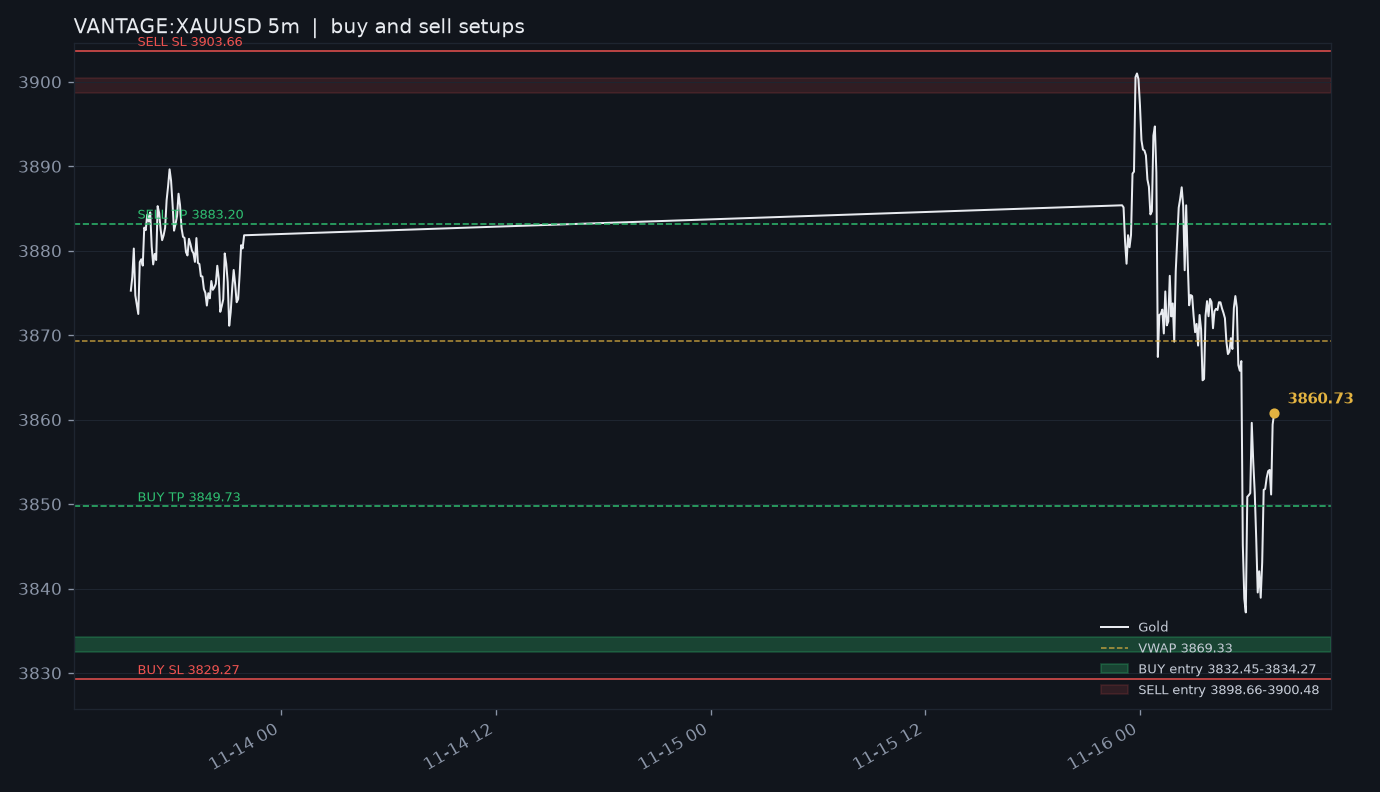 VANTAGE:XAUUSD 5m | buy and sell setups
SELL SL 3903.66
3900
3890
SELL TP 3883.20
3880
3870
3860.73
3860
BUY TP 3849.73
3850
3840
Gold
VWAP 3869.33
BUY entry 3832.45-3834.27
SELL entry 3898.66-3900.48
BUY SL 3829.27
3830
11-14 00
11-14 12
11-15 00
11-15 12
11-16 00